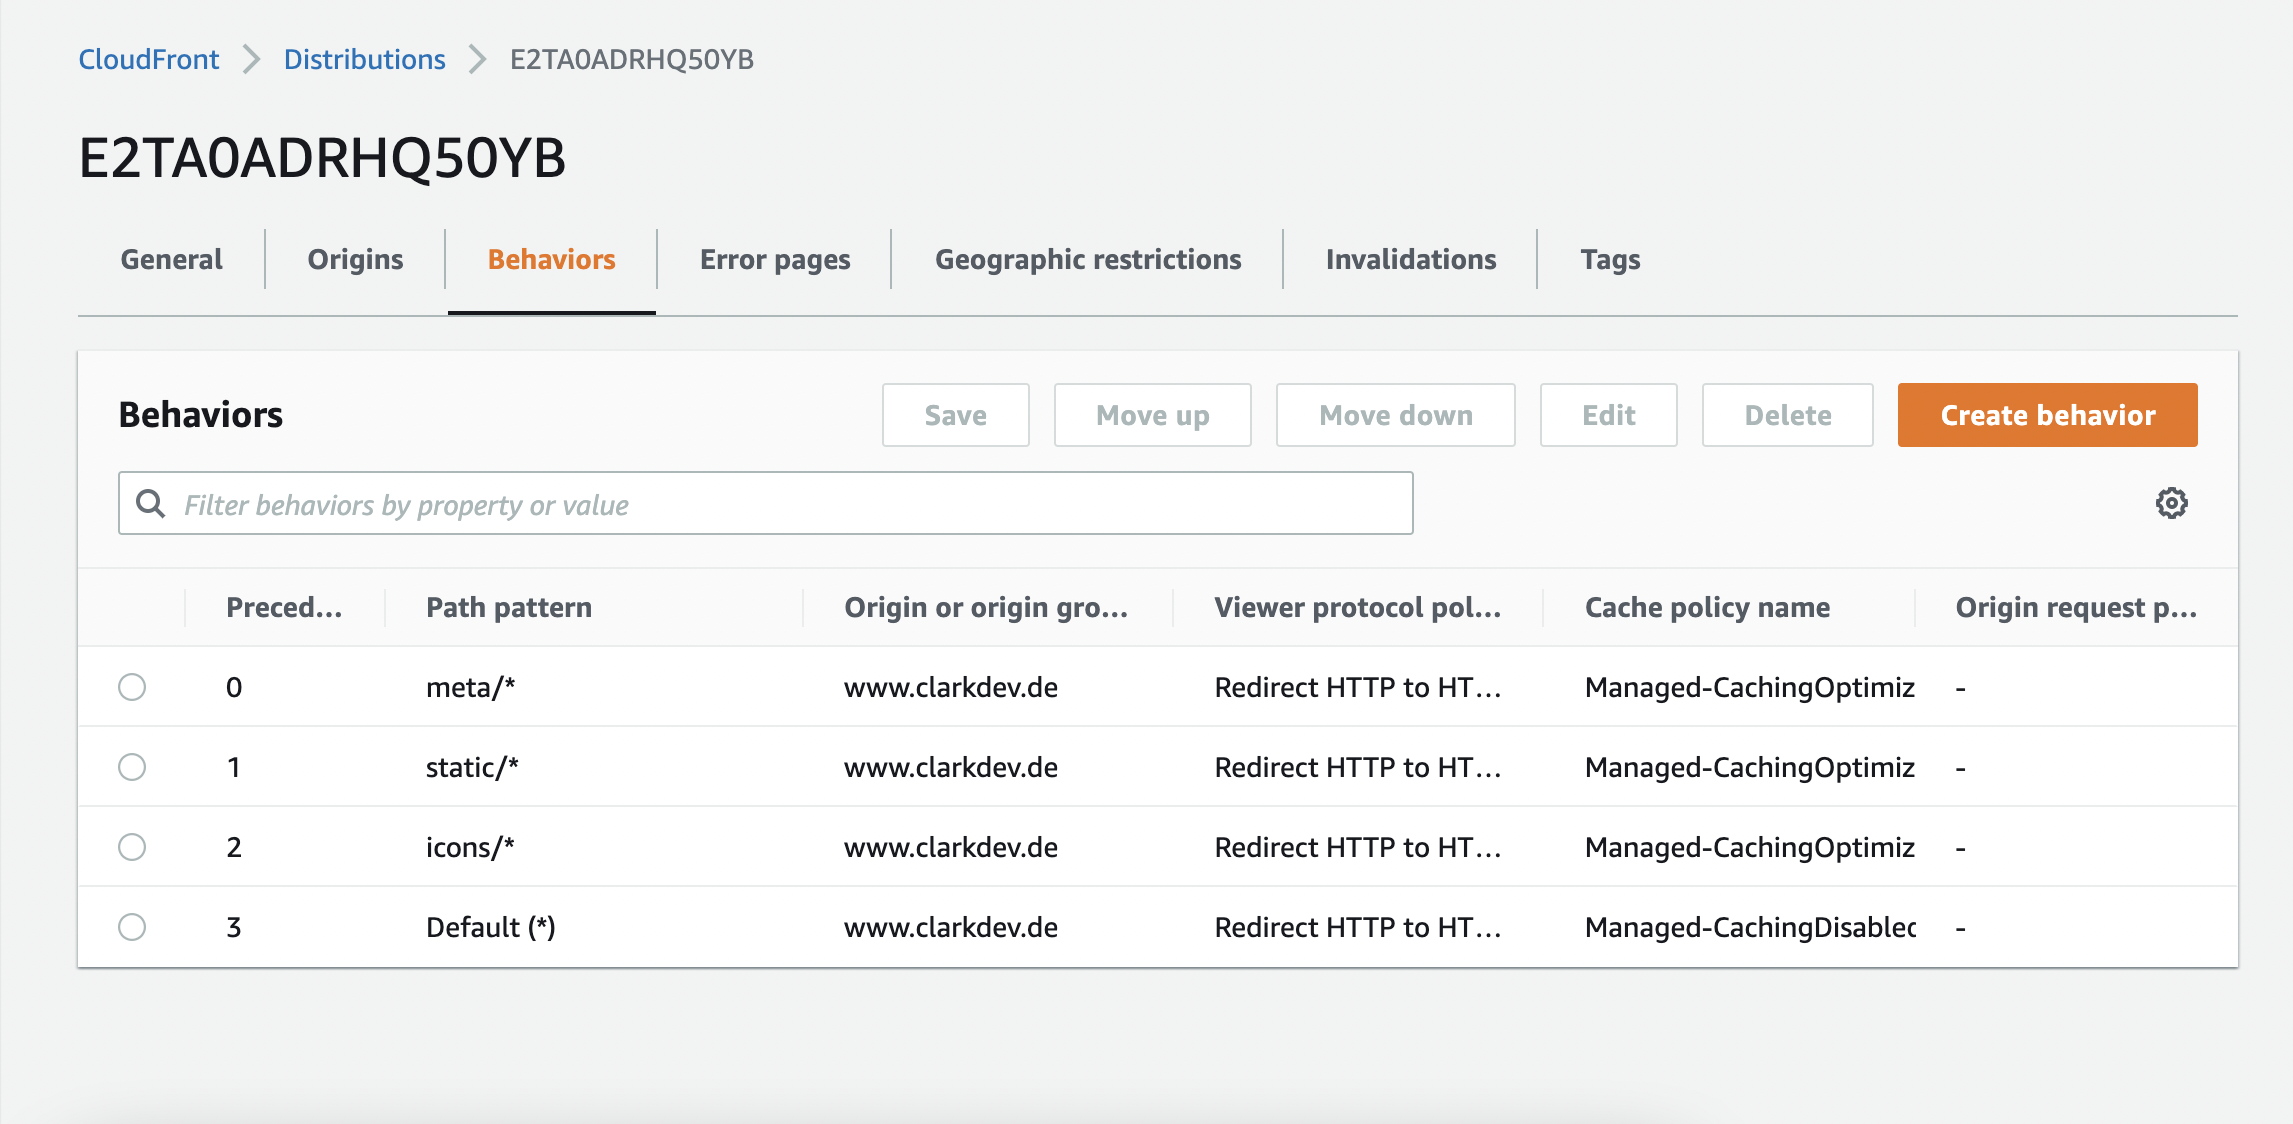 CloudFront > Distributions > E2TA0ADRHQ50YB
E2TA0ADRHQ50YB
General Origins Behaviors Error pages Geographic restrictions Invalidations Tags
Behaviors Save Move up Move down Edit Delete Create behavior
Filter behaviors by property or value
Preced... Path pattern Origin or origin gro... Viewer protocol pol... Cache policy name Origin request p...
0 meta/* www.clarkdev.de Redirect HTTP to HT... Managed-CachingOptimiz -
1 static/* www.clarkdev.de Redirect HTTP to HT... Managed-CachingOptimiz -
2 icons/* www.clarkdev.de Redirect HTTP to HT... Managed-CachingOptimiz -
3 Default (*) www.clarkdev.de Redirect HTTP to HT... Managed-CachingDisabled -